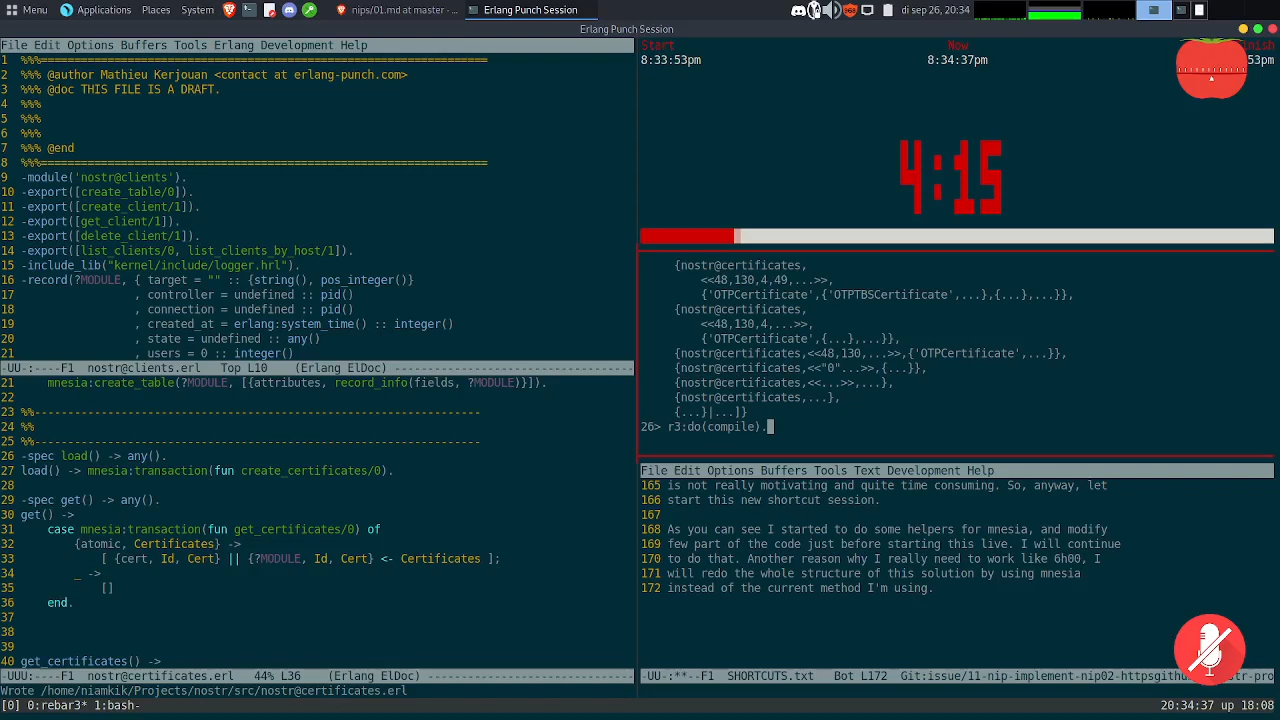 Menu Applications Places System nips/01.md at master -... Erlang Punch Session di sep 26, 20:34
Erlang Punch Session
File Edit Options Buffers Tools Erlang Development Help
1 %%%===================================================================
2 %%% @author Mathieu Kerjouan <contact at erlang-punch.com>
3 %%% @doc THIS FILE IS A DRAFT.
4 %%%
5 %%%
6 %%%
7 %%% @end
8 %%%===================================================================
9 -module('nostr@clients').
10 -export([create_table/0]).
11 -export([create_client/1]).
12 -export([get_client/1]).
13 -export([delete_client/1]).
14 -export([list_clients/0, list_clients_by_host/1]).
15 -include_lib("kernel/include/logger.hrl").
16 -record(?MODULE, { target = "" :: {string(), pos_integer()}
17 , controller = undefined :: pid()
18 , connection = undefined :: pid()
19 , created_at = erlang:system_time() :: integer()
20 , state = undefined :: any()
21 , users = 0 :: integer()
-UU-:----F1 nostr@clients.erl Top L10 (Erlang ElDoc)
21 mnesia:create_table(?MODULE, [{attributes, record_info(fields, ?MODULE)}]).
22
23 %%--------------------------------------------------------------------
24 %%
25 %%--------------------------------------------------------------------
26 -spec load() -> any().
27 load() -> mnesia:transaction(fun create_certificates/0).
28
29 -spec get() -> any().
30 get() ->
31 case mnesia:transaction(fun get_certificates/0) of
32 {atomic, Certificates} ->
33 [ {cert, Id, Cert} || {?MODULE, Id, Cert} <- Certificates ];
34 _ ->
35 []
36 end.
37
38
39
40 get_certificates() ->
-UUU:----F1 nostr@certificates.erl 44% L36 (Erlang ElDoc)
Wrote /home/niamkik/Projects/nostr/src/nostr@certificates.erl
Start Now
8:33:53pm 8:34:37pm 53pm
4:15
{nostr@certificates,
<<48,130,4,49,...>>,
{'OTPCertificate',{'OTPTBSCertificate',...},{...},...}},
{nostr@certificates,
<<48,130,4,...>>,
{'OTPCertificate',{...},...}},
{nostr@certificates,<<48,130,...>>,{'OTPCertificate',...}},
{nostr@certificates,<<"0"...>>,{...}},
{nostr@certificates,<<...>>,...},
{nostr@certificates,...},
{...}|...]}
26> r3:do(compile).
File Edit Options Buffers Tools Text Development Help
165 is not really motivating and quite time consuming. So, anyway, let
166 start this new shortcut session.
167
168 As you can see I started to do some helpers for mnesia, and modify
169 few part of the code just before starting this live. I will continue
170 to do that. Another reason why I really need to work like 6h00, I
171 will redo the whole structure of this solution by using mnesia
172 instead of the current method I'm using.
-UU-:**--F1 SHORTCUTS.txt Bot L172 Git:issue/11-nip-implement-nip02-httpsgith
[0] 0:rebar3* 1:bash- 20:34:37 up 18:08